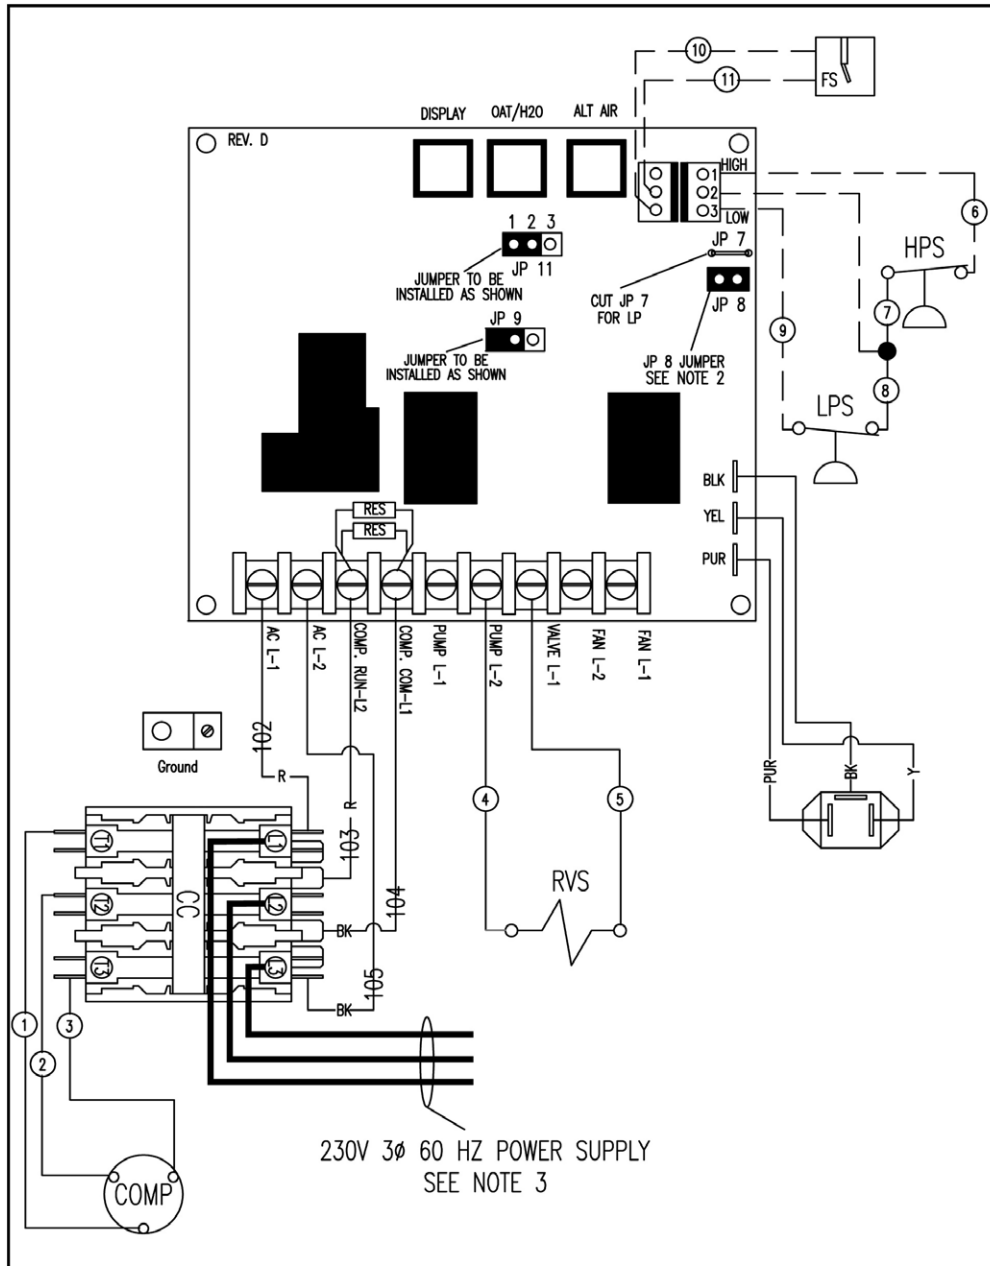 10
11
FS
DISPLAY
OAT/H2O
ALT AIR
REV. D
HIGH
1
2
3
LOW
6
1 2 3
JP 11
JUMPER TO BE
INSTALLED AS SHOWN
JP 7
CUT JP 7
FOR LP
JP 8
HPS
7
9
JP 9
JUMPER TO BE
INSTALLED AS SHOWN
JP 8 JUMPER
SEE NOTE 2
8
LPS
BLK
YEL
PUR
RES
RES
AC L-1
AC L-2
COMP. RUN-L2
COMP. COM-L1
PUMP L-1
PUMP L-2
VALVE L-1
FAN L-2
FAN L-1
Ground
102
R
R
103
104
BK
105
BK
4
5
PUR
BK
Y
RVS
T1
T2
T3
CC
L1
L2
L3
1
2
3
COMP
230V 3ø 60 HZ POWER SUPPLY
SEE NOTE 3